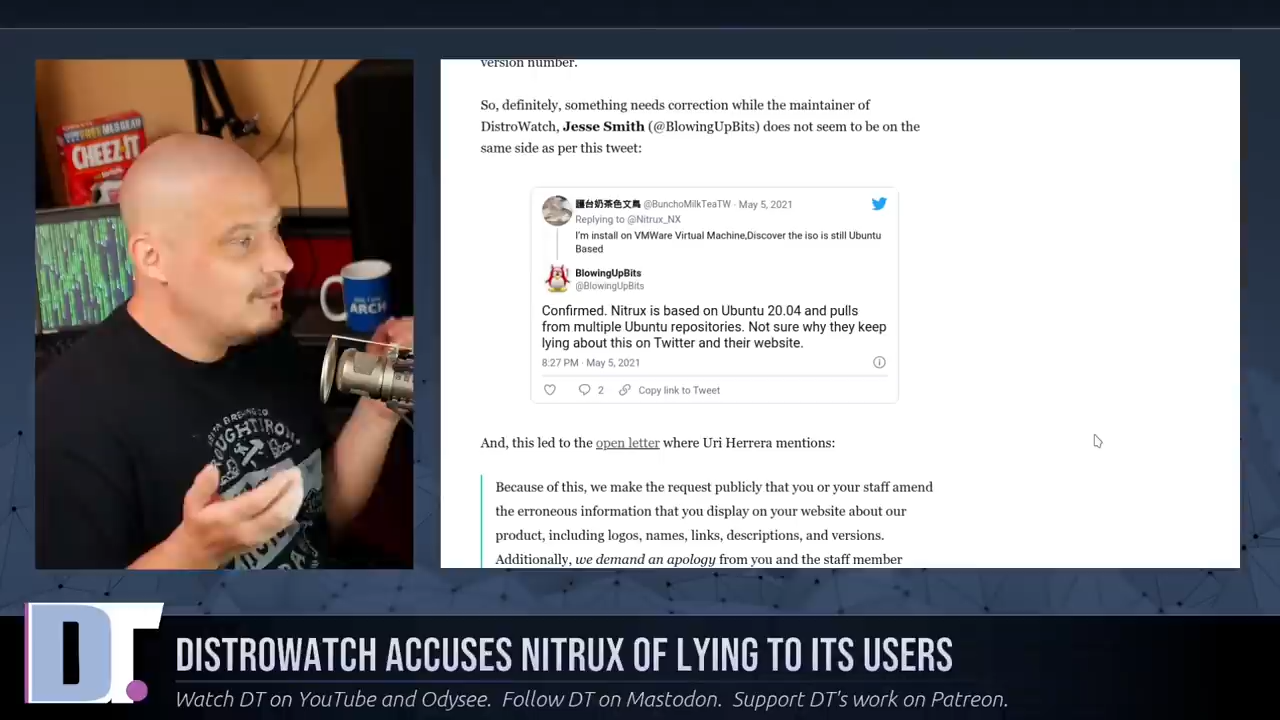 version number.
So, definitely, something needs correction while the maintainer of
DistroWatch, Jesse Smith (@BlowingUpBits) does not seem to be on the
same side as per this tweet:
護台奶茶色文鳥 @BunchoMilkTeaTW · May 5, 2021
Replying to @Nitrux_NX
I'm install on VMWare Virtual Machine,Discover the iso is still Ubuntu
Based
BlowingUpBits
@BlowingUpBits
Confirmed. Nitrux is based on Ubuntu 20.04 and pulls
from multiple Ubuntu repositories. Not sure why they keep
lying about this on Twitter and their website.
8:27 PM · May 5, 2021
2 Copy link to Tweet
And, this led to the open letter where Uri Herrera mentions:
Because of this, we make the request publicly that you or your staff amend
the erroneous information that you display on your website about our
product, including logos, names, links, descriptions, and versions.
Additionally, we demand an apology from you and the staff member
CHEEZ-IT
ARCH
DT.
DISTROWATCH ACCUSES NITRUX OF LYING TO ITS USERS
Watch DT on YouTube and Odysee. Follow DT on Mastodon. Support DT's work on Patreon.